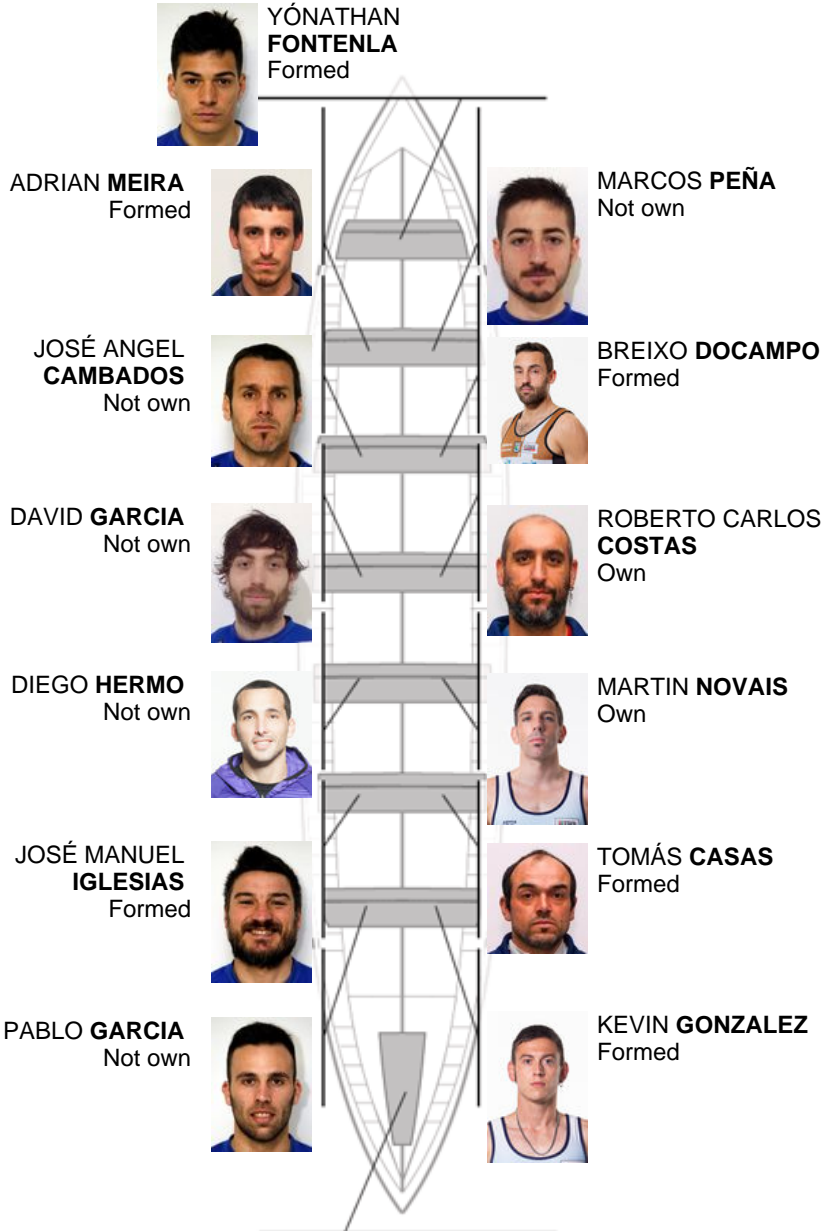 YÓNATHAN
FONTENLA
Formed
ADRIAN MEIRA
Formed
MARCOS PEÑA
Not own
JOSÉ ANGEL
CAMBADOS
Not own
BREIXO DOCAMPO
Formed
DAVID GARCIA
Not own
ROBERTO CARLOS
COSTAS
Own
DIEGO HERMO
Not own
MARTIN NOVAIS
Own
JOSÉ MANUEL
IGLESIAS
Formed
TOMÁS CASAS
Formed
PABLO GARCIA
Not own
KEVIN GONZALEZ
Formed